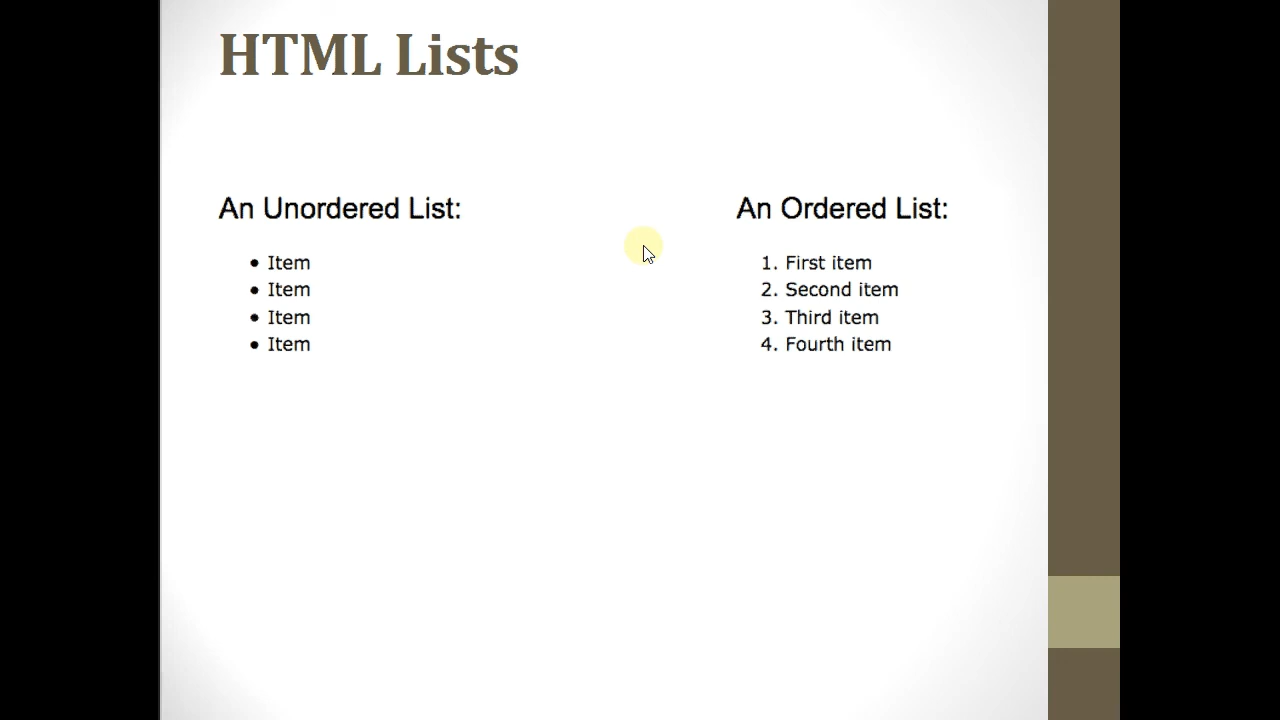 HTML Lists
An Unordered List:
• Item
• Item
• Item
• Item
An Ordered List:
1. First item
2. Second item
3. Third item
4. Fourth item